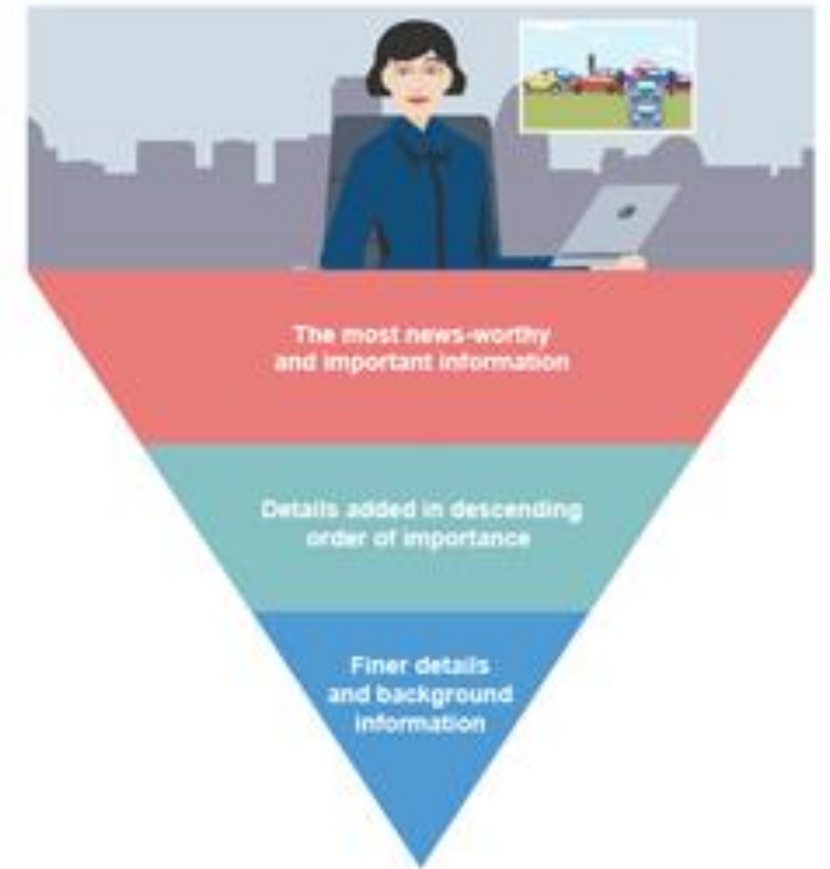 The most news-worthy
and important information
Details added in descending
order of importance
Finer details
and background
information